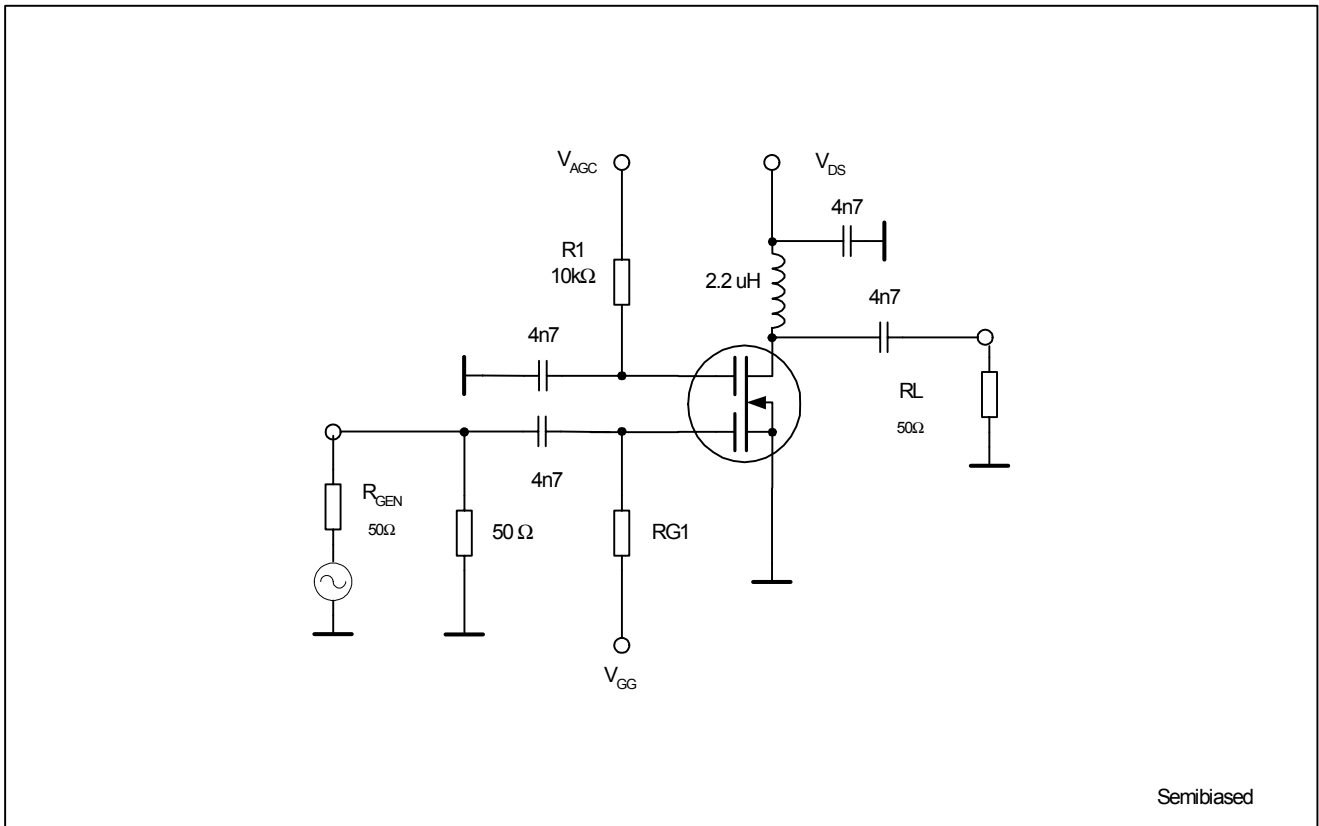 V_AGC
V_DS
4n7
R1
10kΩ
2.2 uH
4n7
4n7
RL
50Ω
4n7
R_GEN
50Ω
50 Ω
RG1
V_GG
Semibiased